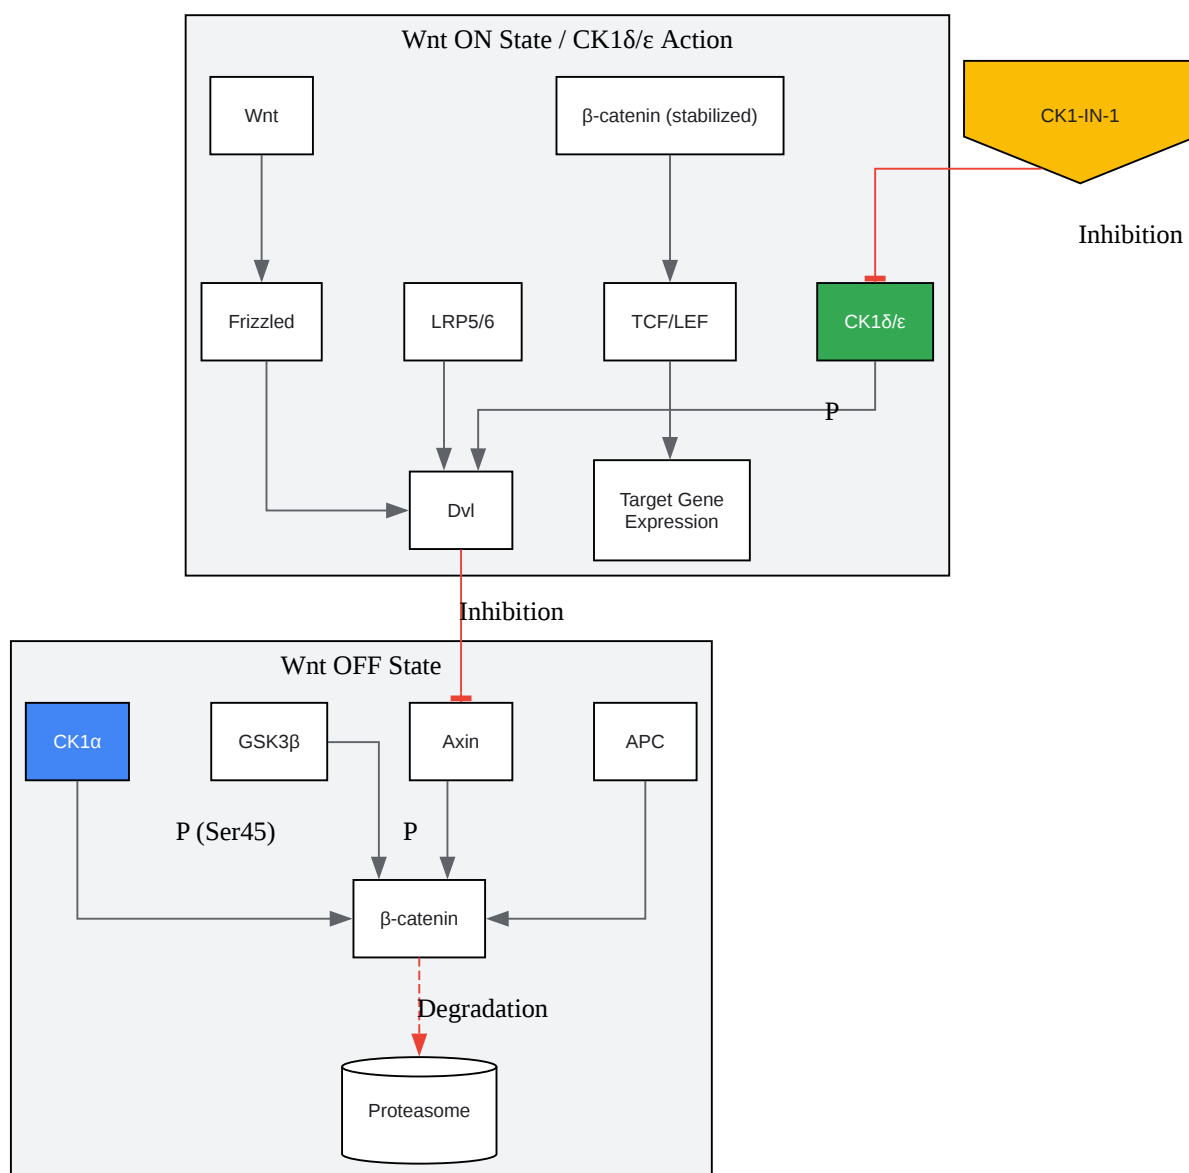 Wnt ON State / CK1δ/ε Action
Wnt
β-catenin (stabilized)
CK1-IN-1
Inhibition
Frizzled
LRP5/6
TCF/LEF
CK1δ/ε
P
Dvl
Target Gene
Expression
Inhibition
Wnt OFF State
CK1α
GSK3β
Axin
APC
P (Ser45)
P
β-catenin
Degradation
Proteasome